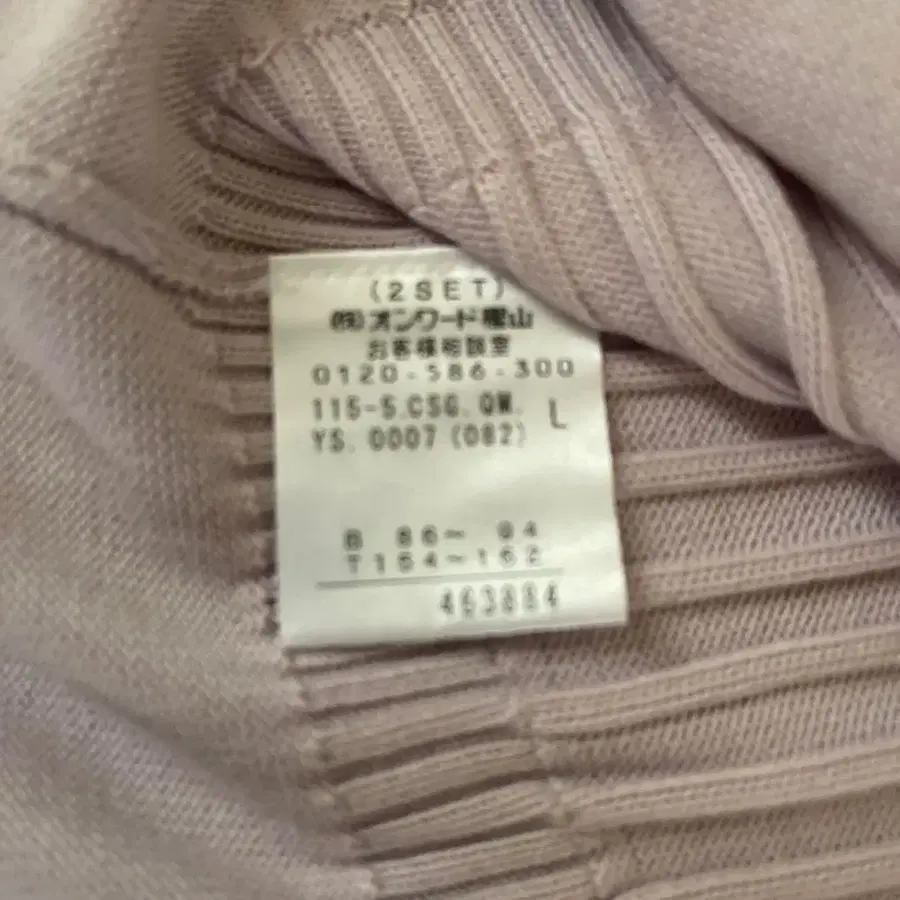 (2SET)
(株)オンワード樫山
お客様相談室
0120-586-300
115-5.CSG.QW. L
YS.0007(082)
B 86〜 94
T154〜162
463884